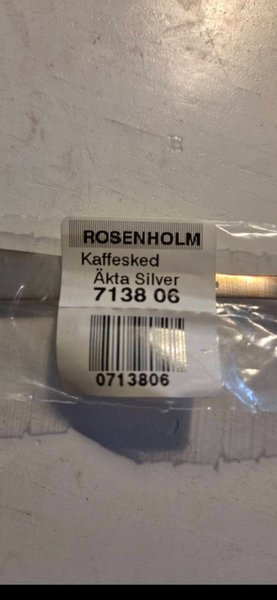 ROSENHOLM
Kaffesked
Äkta Silver
7138 06
0713806